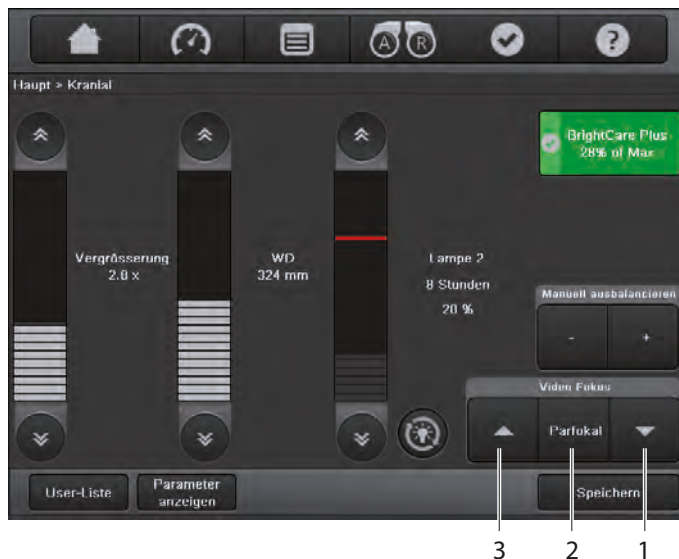 A R
?
Haupt > Kranial
BrightCare Plus
28% of Max
Vergrösserung
2.0 x
WD
324 mm
Lampe 2
8 Stunden
20 %
Manuell ausbalancieren
- +
Video Fokus
Parfokal
User-Liste
Parameter
anzeigen
Speichern
3 2 1